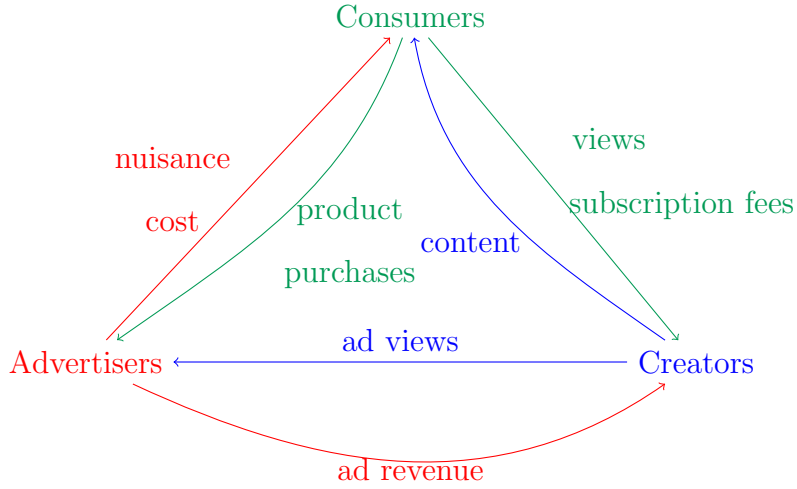 Consumers
views
nuisance
subscription fees
product
cost
content
purchases
ad views
Advertisers
Creators
ad revenue